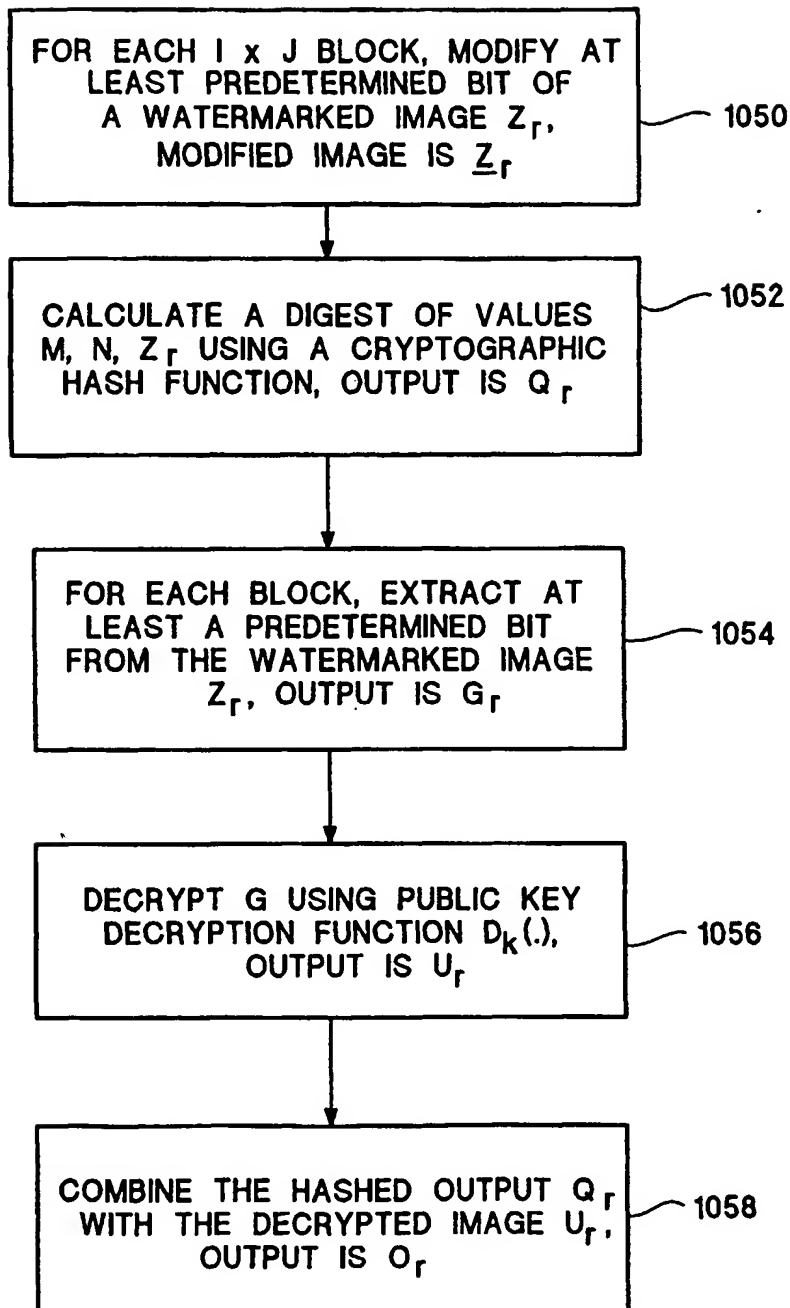 FOR EACH I x J BLOCK, MODIFY AT
LEAST PREDETERMINED BIT OF
A WATERMARKED IMAGE Zr,
MODIFIED IMAGE IS Zr
1050
CALCULATE A DIGEST OF VALUES
M, N, Zr USING A CRYPTOGRAPHIC
HASH FUNCTION, OUTPUT IS Qr
1052
FOR EACH BLOCK, EXTRACT AT
LEAST A PREDETERMINED BIT
FROM THE WATERMARKED IMAGE
Zr, OUTPUT IS Gr
1054
DECRYPT G USING PUBLIC KEY
DECRYPTION FUNCTION Dk(.),
OUTPUT IS Ur
1056
COMBINE THE HASHED OUTPUT Qr
WITH THE DECRYPTED IMAGE Ur,
OUTPUT IS Or
1058